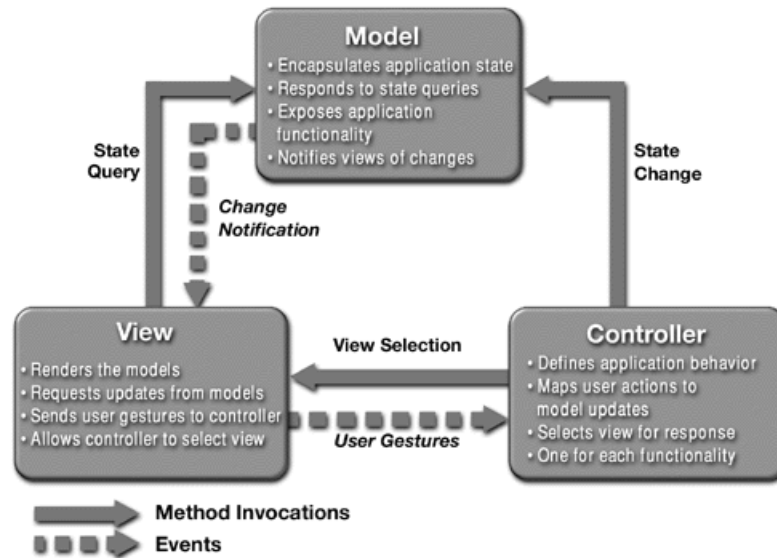 Model
• Encapsulates application state
• Responds to state queries
• Exposes application
functionality
• Notifies views of changes
State
Query
State
Change
Change
Notification
View
• Renders the models
• Requests updates from models
• Sends user gestures to controller
• Allows controller to select view
View Selection
User Gestures
Controller
• Defines application behavior
• Maps user actions to
model updates
• Selects view for response
• One for each functionality
Method Invocations
Events